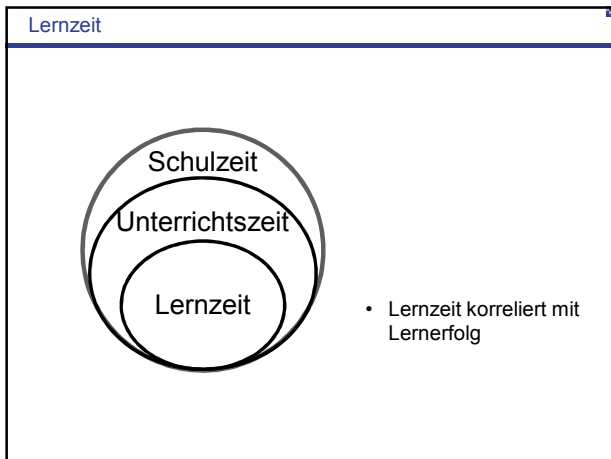 Lernzeit
Schulzeit
Unterrichtszeit
Lernzeit
• Lernzeit korreliert mit
Lernerfolg